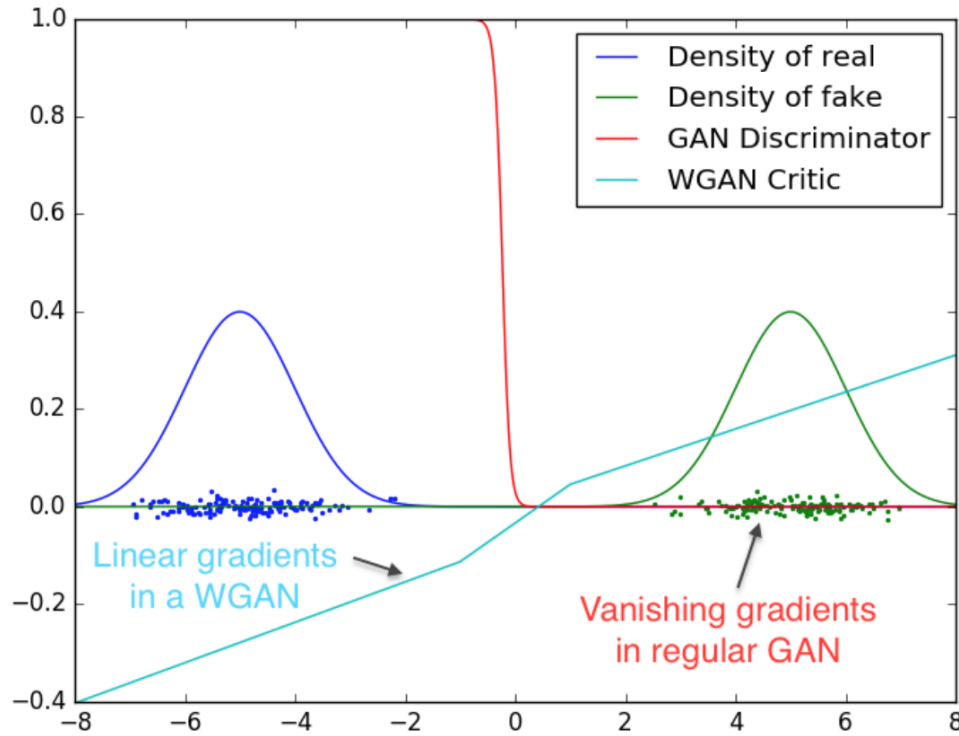 1.0
0.8
0.6
0.4
0.2
0.0
−0.2
−0.4
Density of real
Density of fake
GAN Discriminator
WGAN Critic
Linear gradients
in a WGAN
Vanishing gradients
in regular GAN
−8 −6 −4 −2 0 2 4 6 8